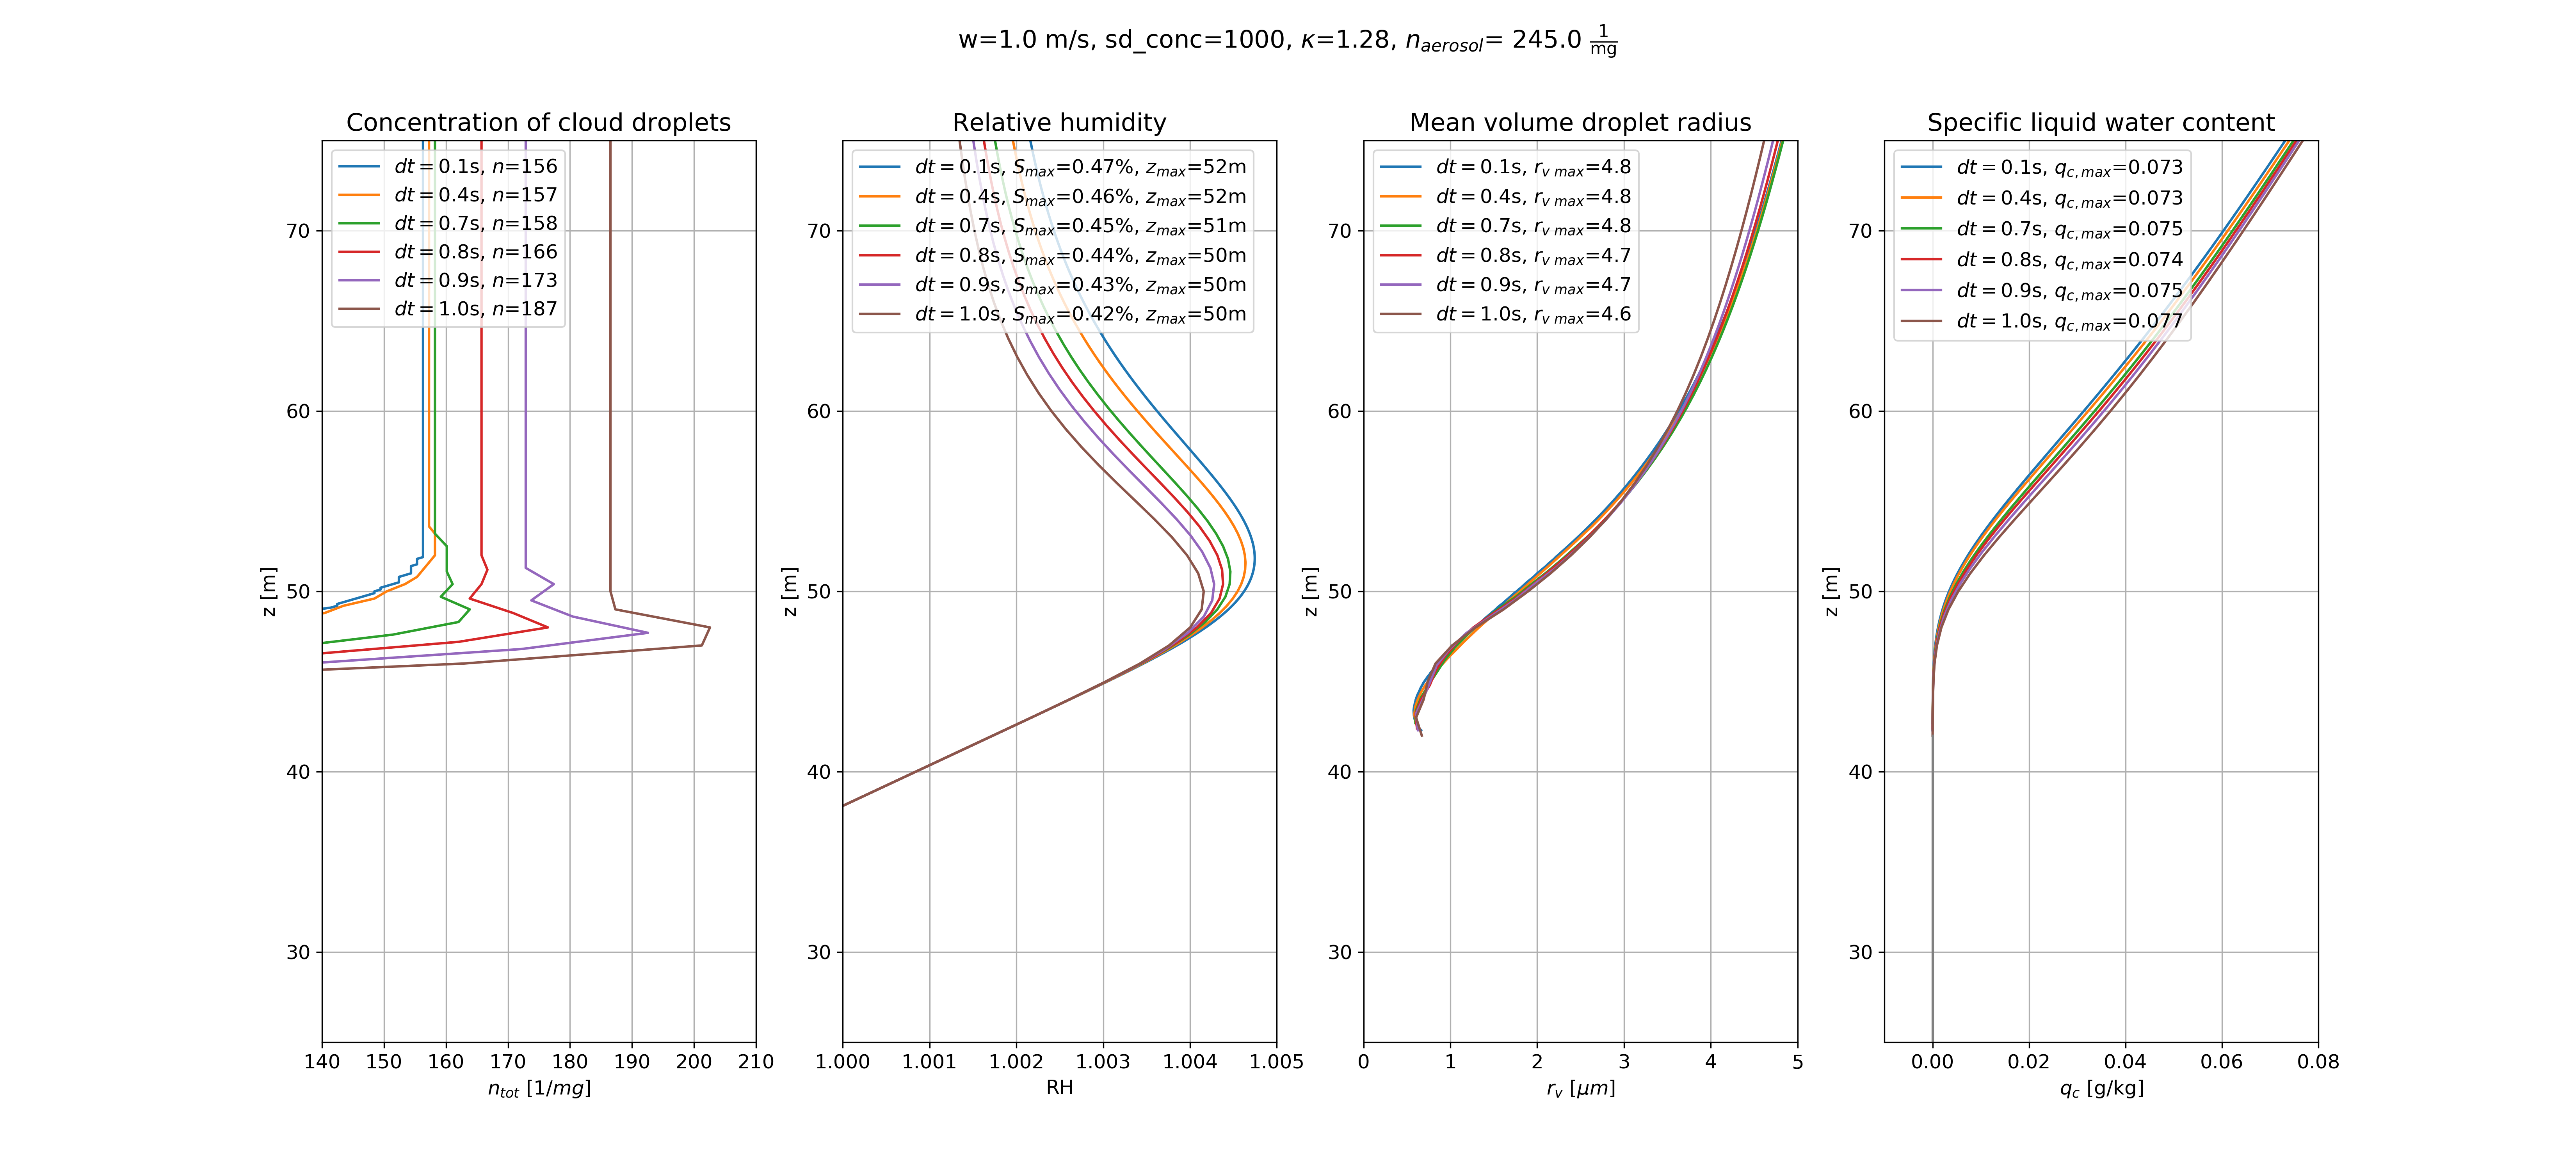 w=1.0 m/s, sd_conc=1000, κ=1.28, n_aerosol= 245.0 1/mg
Concentration of cloud droplets
dt = 0.1s, n=156
dt = 0.4s, n=157
dt = 0.7s, n=158
dt = 0.8s, n=166
dt = 0.9s, n=173
dt = 1.0s, n=187
70
60
50
40
30
z [m]
140 150 160 170 180 190 200 210
n_tot [1/mg]
Relative humidity
dt = 0.1s, S_max=0.47%, z_max=52m
dt = 0.4s, S_max=0.46%, z_max=52m
dt = 0.7s, S_max=0.45%, z_max=51m
dt = 0.8s, S_max=0.44%, z_max=50m
dt = 0.9s, S_max=0.43%, z_max=50m
dt = 1.0s, S_max=0.42%, z_max=50m
70
60
50
40
30
z [m]
1.000 1.001 1.002 1.003 1.004 1.005
RH
Mean volume droplet radius
dt = 0.1s, r_v max=4.8
dt = 0.4s, r_v max=4.8
dt = 0.7s, r_v max=4.8
dt = 0.8s, r_v max=4.7
dt = 0.9s, r_v max=4.7
dt = 1.0s, r_v max=4.6
70
60
50
40
30
z [m]
0 1 2 3 4 5
r_v [μm]
Specific liquid water content
dt = 0.1s, q_c,max=0.073
dt = 0.4s, q_c,max=0.073
dt = 0.7s, q_c,max=0.075
dt = 0.8s, q_c,max=0.074
dt = 0.9s, q_c,max=0.075
dt = 1.0s, q_c,max=0.077
70
60
50
40
30
z [m]
0.00 0.02 0.04 0.06 0.08
q_c [g/kg]